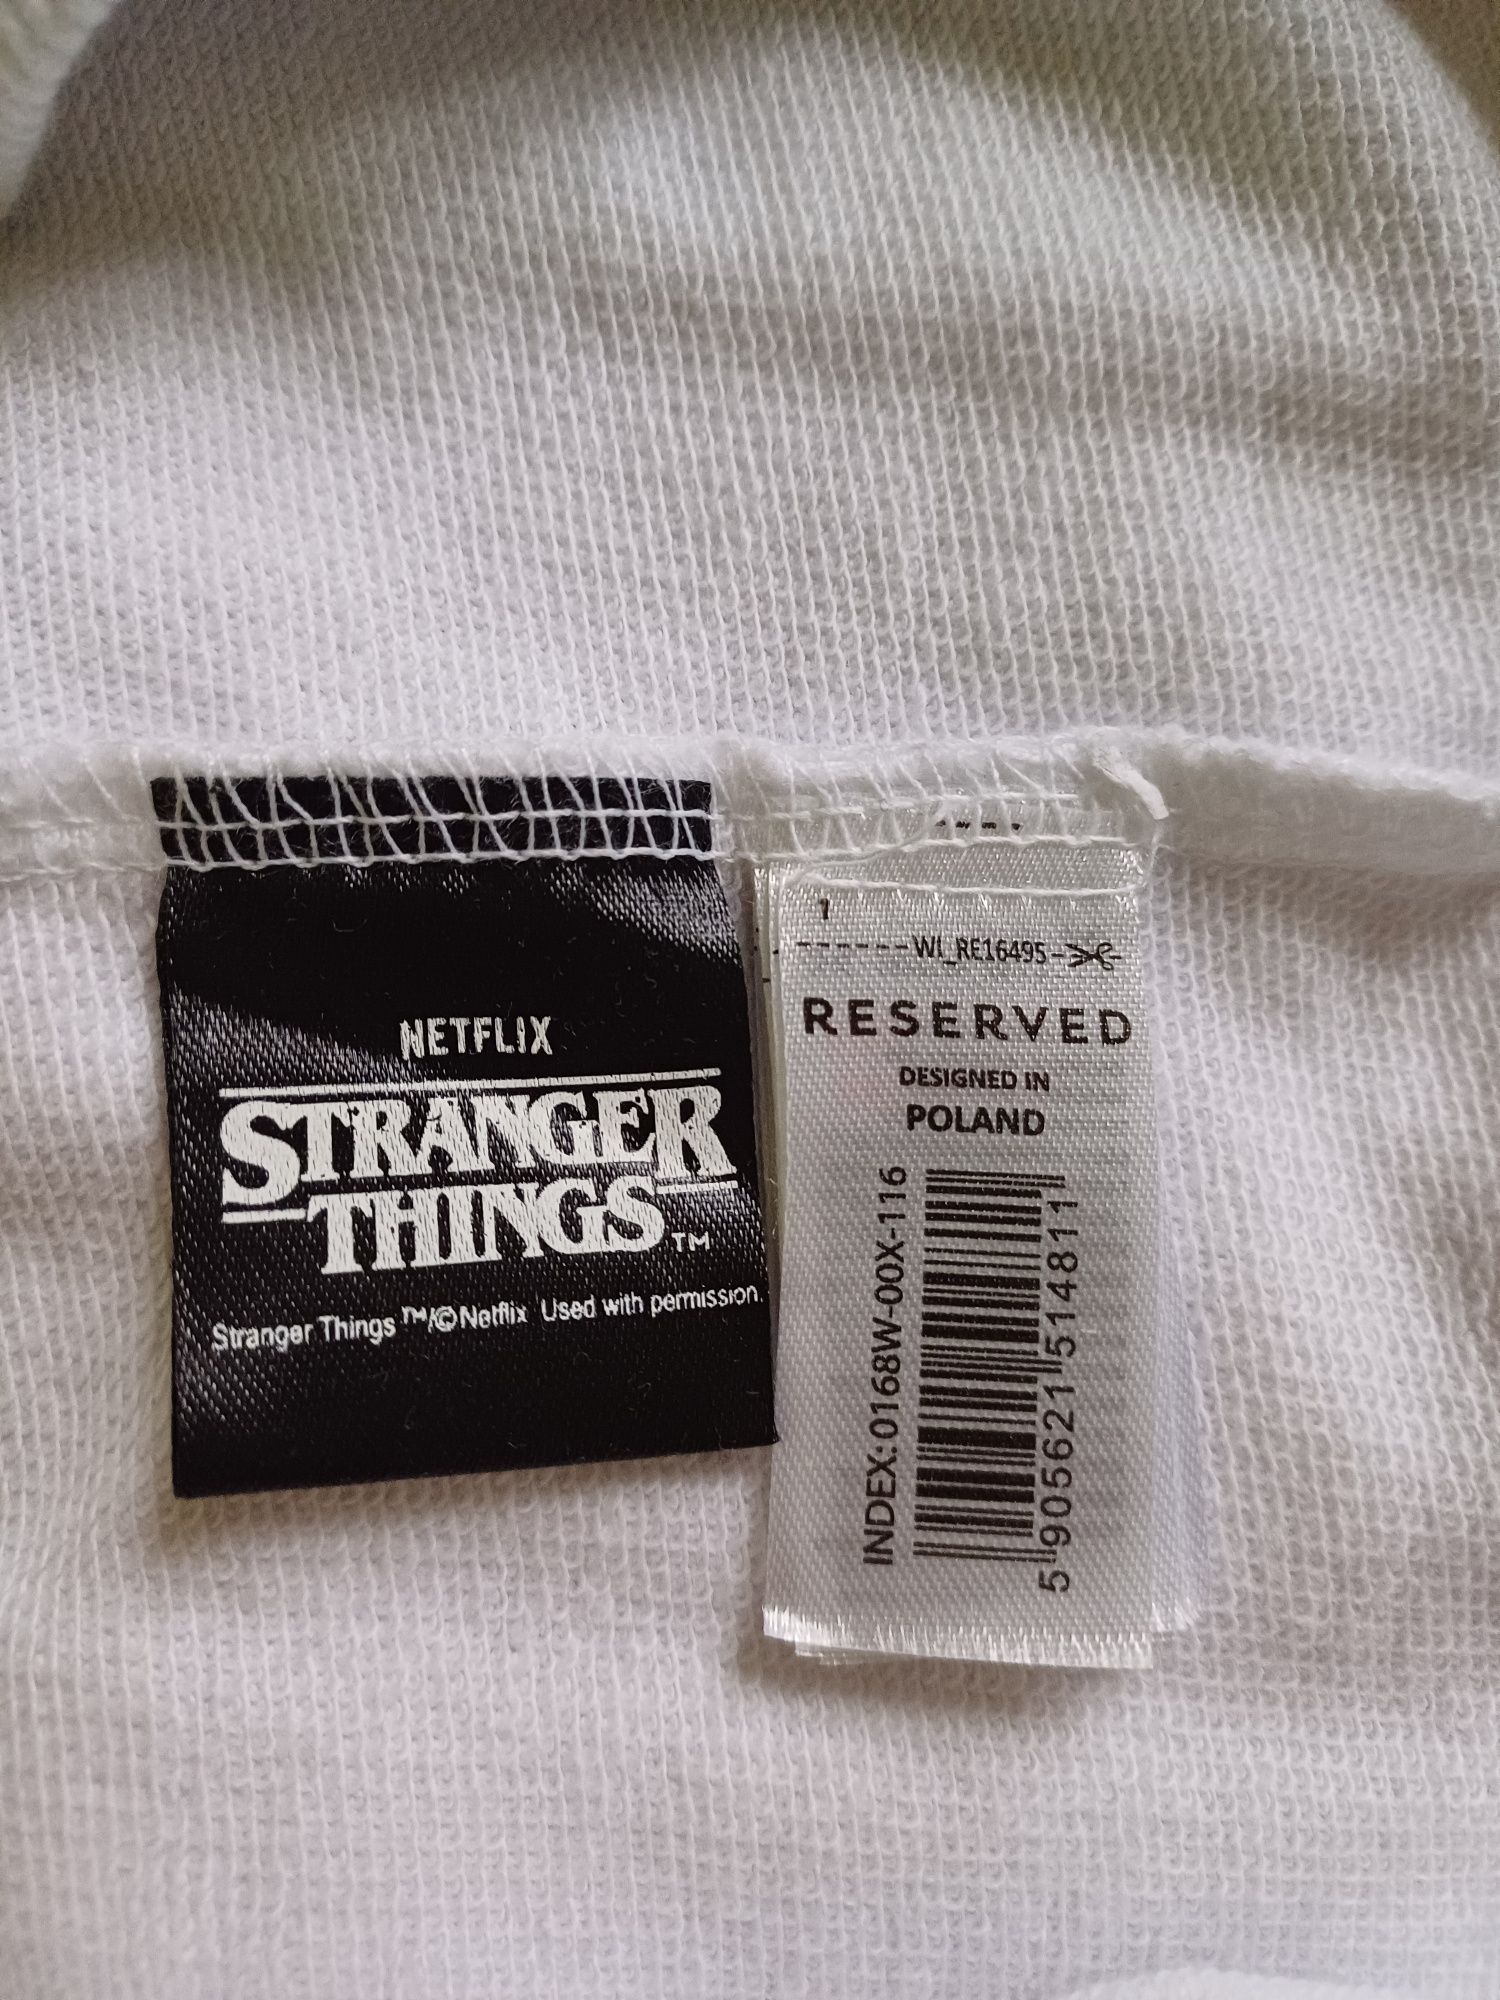 NETFLIX
STRANGER
THINGS™
Stranger Things ™/© Netflix Used with permission.
1
WI_RE16495
RESERVED
DESIGNED IN
POLAND
INDEX:0168W-00X-116
5 905621 514811